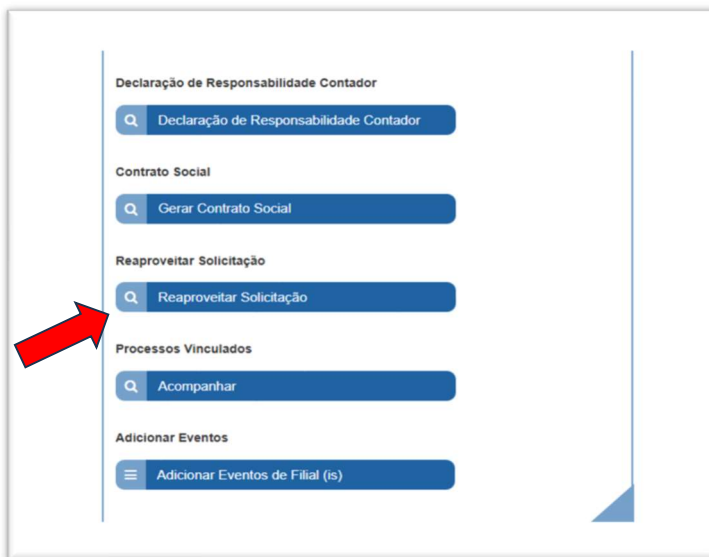 Declaração de Responsabilidade Contador
Declaração de Responsabilidade Contador
Contrato Social
Gerar Contrato Social
Reaproveitar Solicitação
Reaproveitar Solicitação
Processos Vinculados
Acompanhar
Adicionar Eventos
Adicionar Eventos de Filial (is)